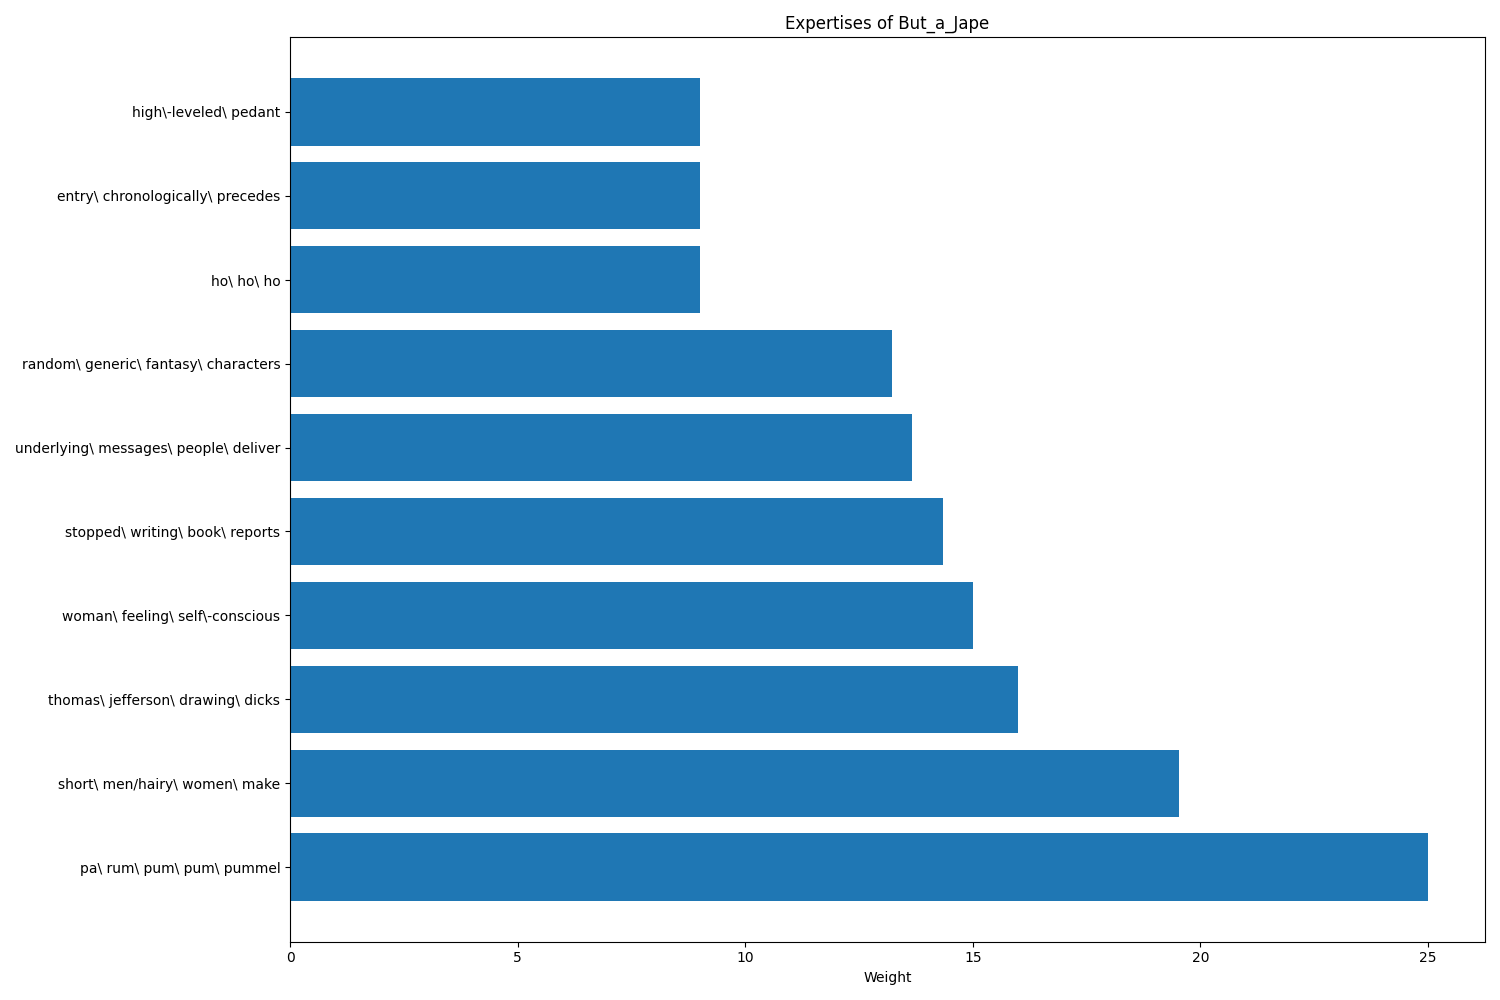 Expertises of But_a_Jape
high\-leveled\ pedant
entry\ chronologically\ precedes
ho\ ho\ ho
random\ generic\ fantasy\ characters
underlying\ messages\ people\ deliver
stopped\ writing\ book\ reports
woman\ feeling\ self\-conscious
thomas\ jefferson\ drawing\ dicks
short\ men/hairy\ women\ make
pa\ rum\ pum\ pum\ pummel
0 5 10 15 20 25
Weight